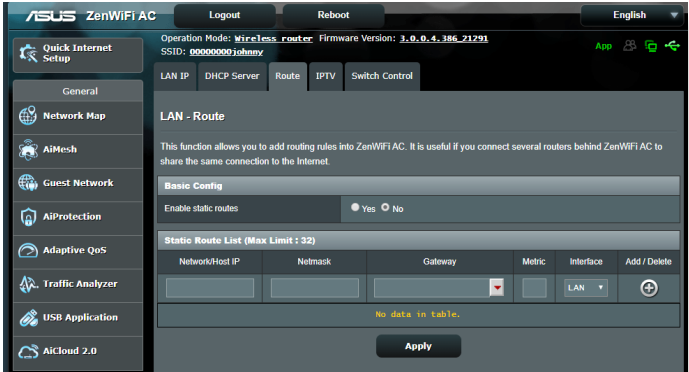 ASUS ZenWiFi AC
Logout
Reboot
English
Quick Internet
Setup
Operation Mode: Wireless router Firmware Version: 3.0.0.4.386_21291
SSID: 00000000johnny
App
LAN IP
DHCP Server
Route
IPTV
Switch Control
General
Network Map
AiMesh
Guest Network
AiProtection
Adaptive QoS
Traffic Analyzer
USB Application
AiCloud 2.0
LAN - Route
This function allows you to add routing rules into ZenWiFi AC. It is useful if you connect several routers behind ZenWiFi AC to
share the same connection to the Internet.
Basic Config
Enable static routes
Yes No
Static Route List (Max Limit : 32)
Network/Host IP
Netmask
Gateway
Metric
Interface
Add / Delete
LAN
No data in table.
Apply